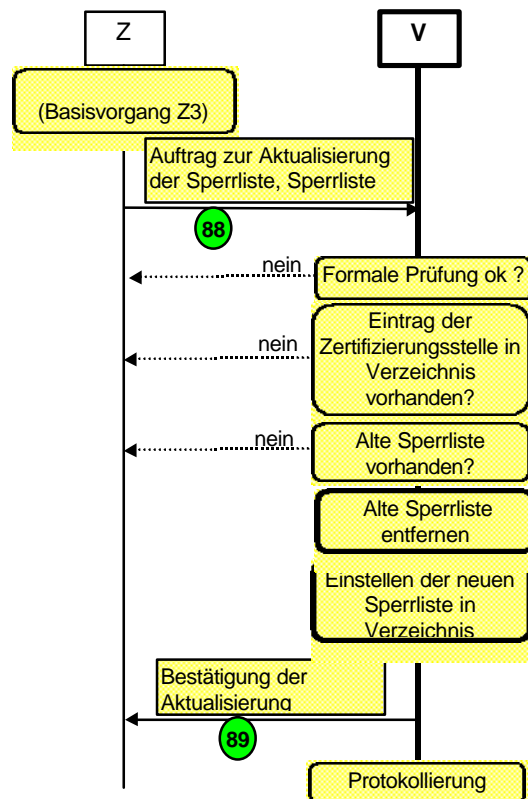 Z
V
(Basisvorgang Z3)
Auftrag zur Aktualisierung
der Sperrliste, Sperrliste
88
nein
Formale Prüfung ok ?
Eintrag der
nein
Zertifizierungsstelle in
Verzeichnis
vorhanden?
nein
Alte Sperrliste
vorhanden?
Alte Sperrliste
entfernen
Einstellen der neuen
Sperrliste in
Verzeichnis
Bestätigung der
Aktualisierung
89
Protokollierung